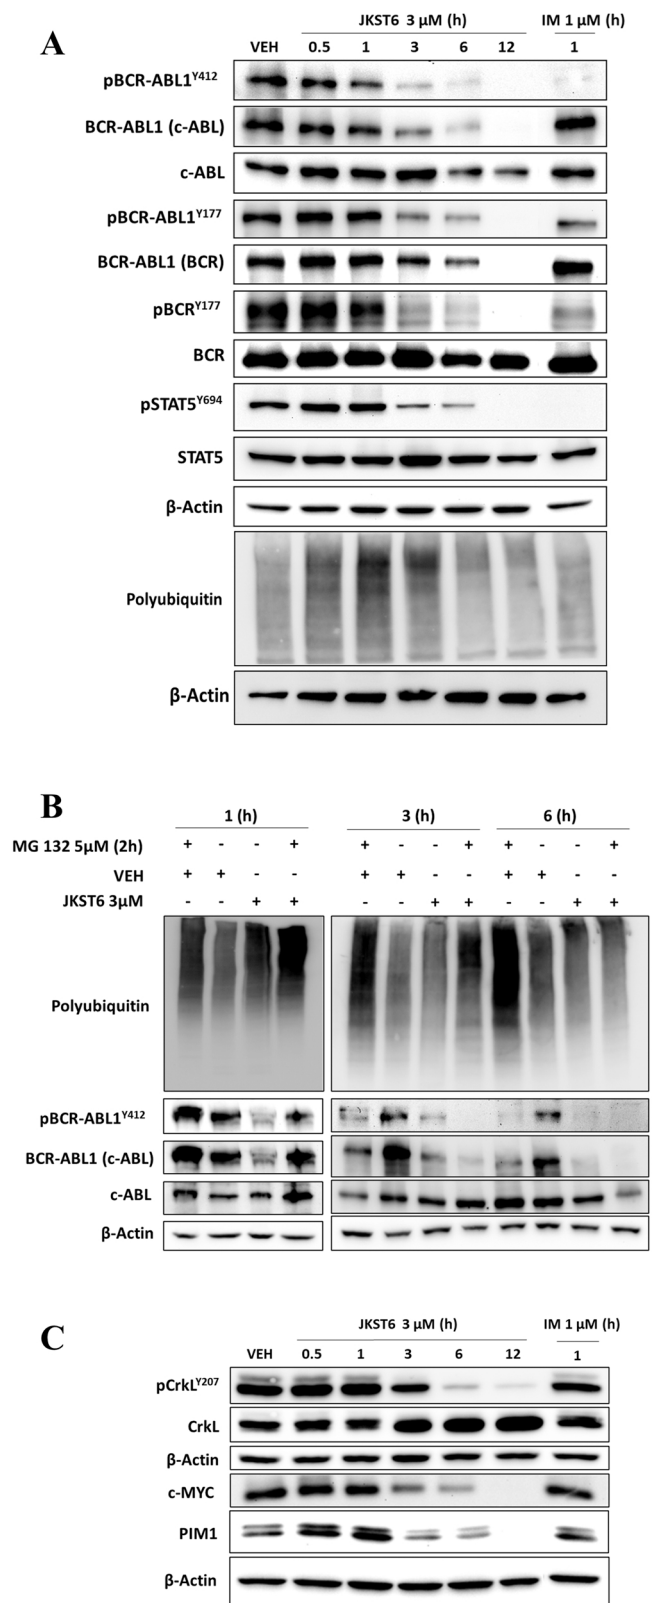 A
JKST6 3 μM (h) IM 1 μM (h)
VEH 0.5 1 3 6 12 1
pBCR-ABL1Y412
BCR-ABL1 (c-ABL)
c-ABL
pBCR-ABL1Y177
BCR-ABL1 (BCR)
pBCRY177
BCR
pSTAT5Y694
STAT5
β-Actin
Polyubiquitin
β-Actin
B
1 (h) 3 (h) 6 (h)
MG 132 5μM (2h) + - - + + - - + + - - +
VEH + + - - + + - - + + - -
JKST6 3μM - - + + - - + + - - + +
Polyubiquitin
pBCR-ABL1Y412
BCR-ABL1 (c-ABL)
c-ABL
β-Actin
C
JKST6 3 μM (h) IM 1 μM (h)
VEH 0.5 1 3 6 12 1
pCrkLY207
CrkL
β-Actin
c-MYC
PIM1
β-Actin